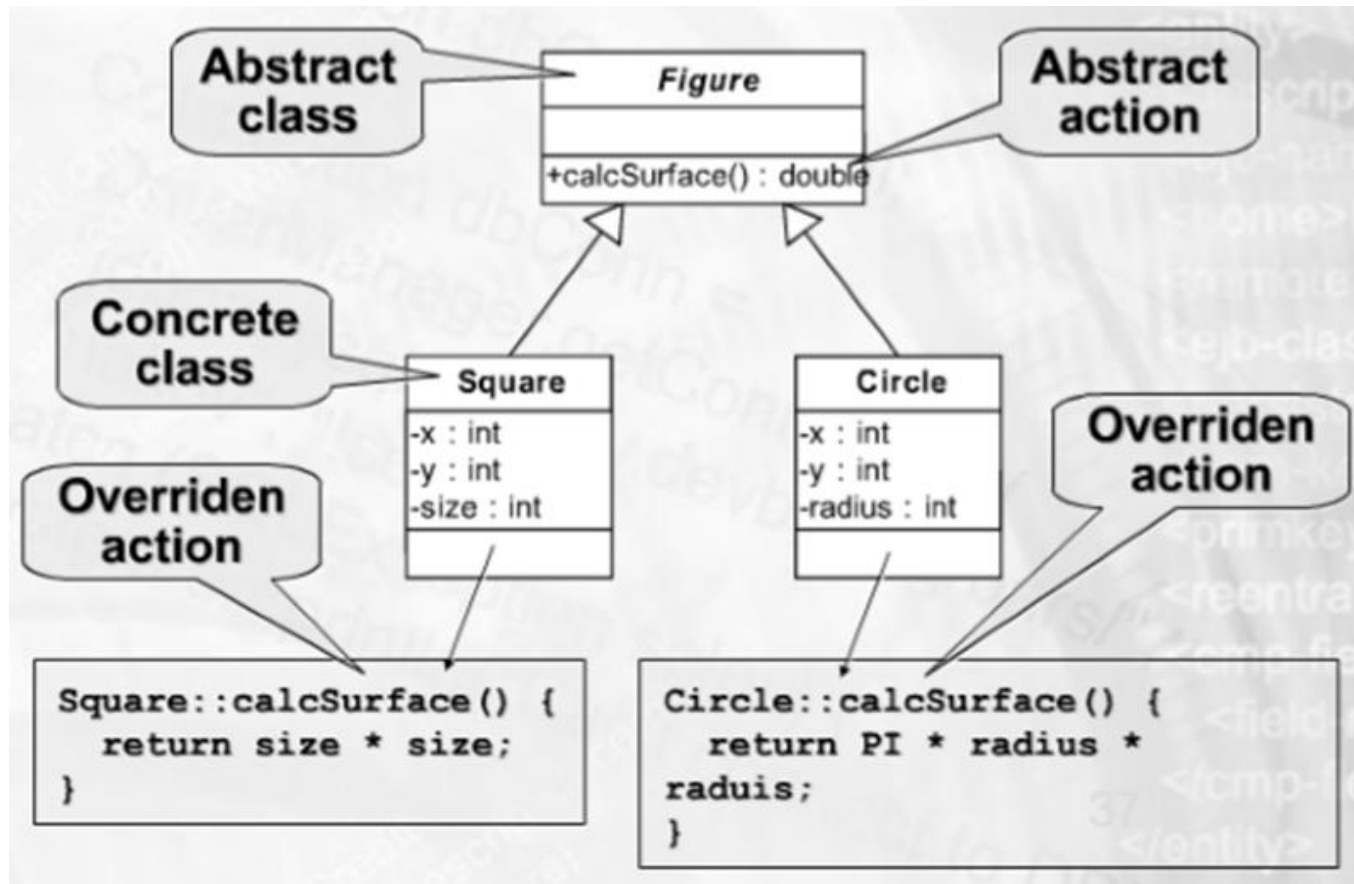 Abstract
class
Figure
+calcSurface() : double
Abstract
action
Concrete
class
Square
-x : int
-y : int
-size : int
Circle
-x : int
-y : int
-radius : int
Overriden
action
Overriden
action
Square::calcSurface() {
return size * size;
}
Circle::calcSurface() {
return PI * radius *
raduis;
}
37
</entity>